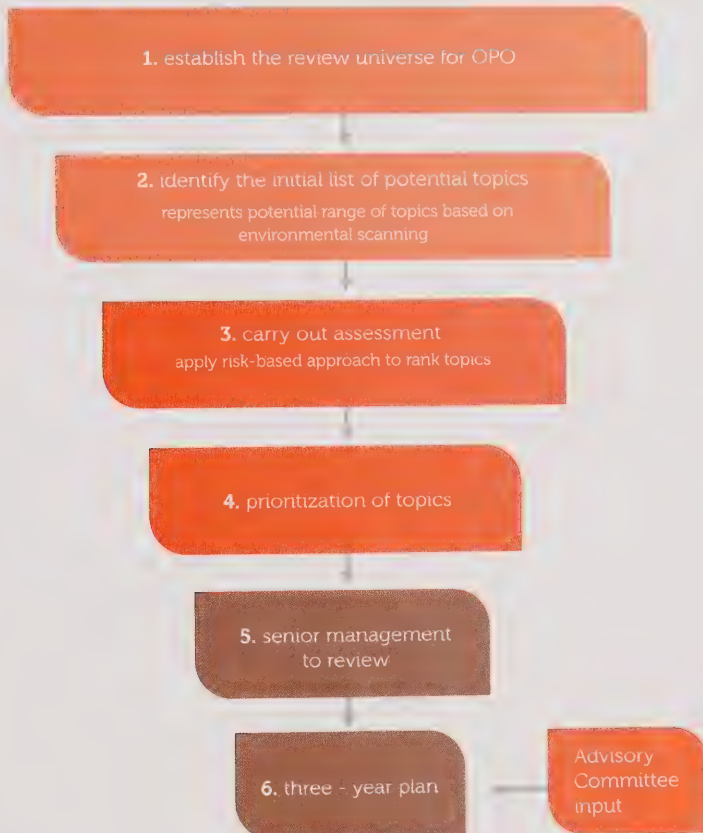 1. establish the review universe for OPO
2. identify the initial list of potential topics
represents potential range of topics based on
environmental scanning
3. carry out assessment
apply risk-based approach to rank topics
4. prioritization of topics
5. senior management
to review
6. three - year plan
Advisory
Committee
input